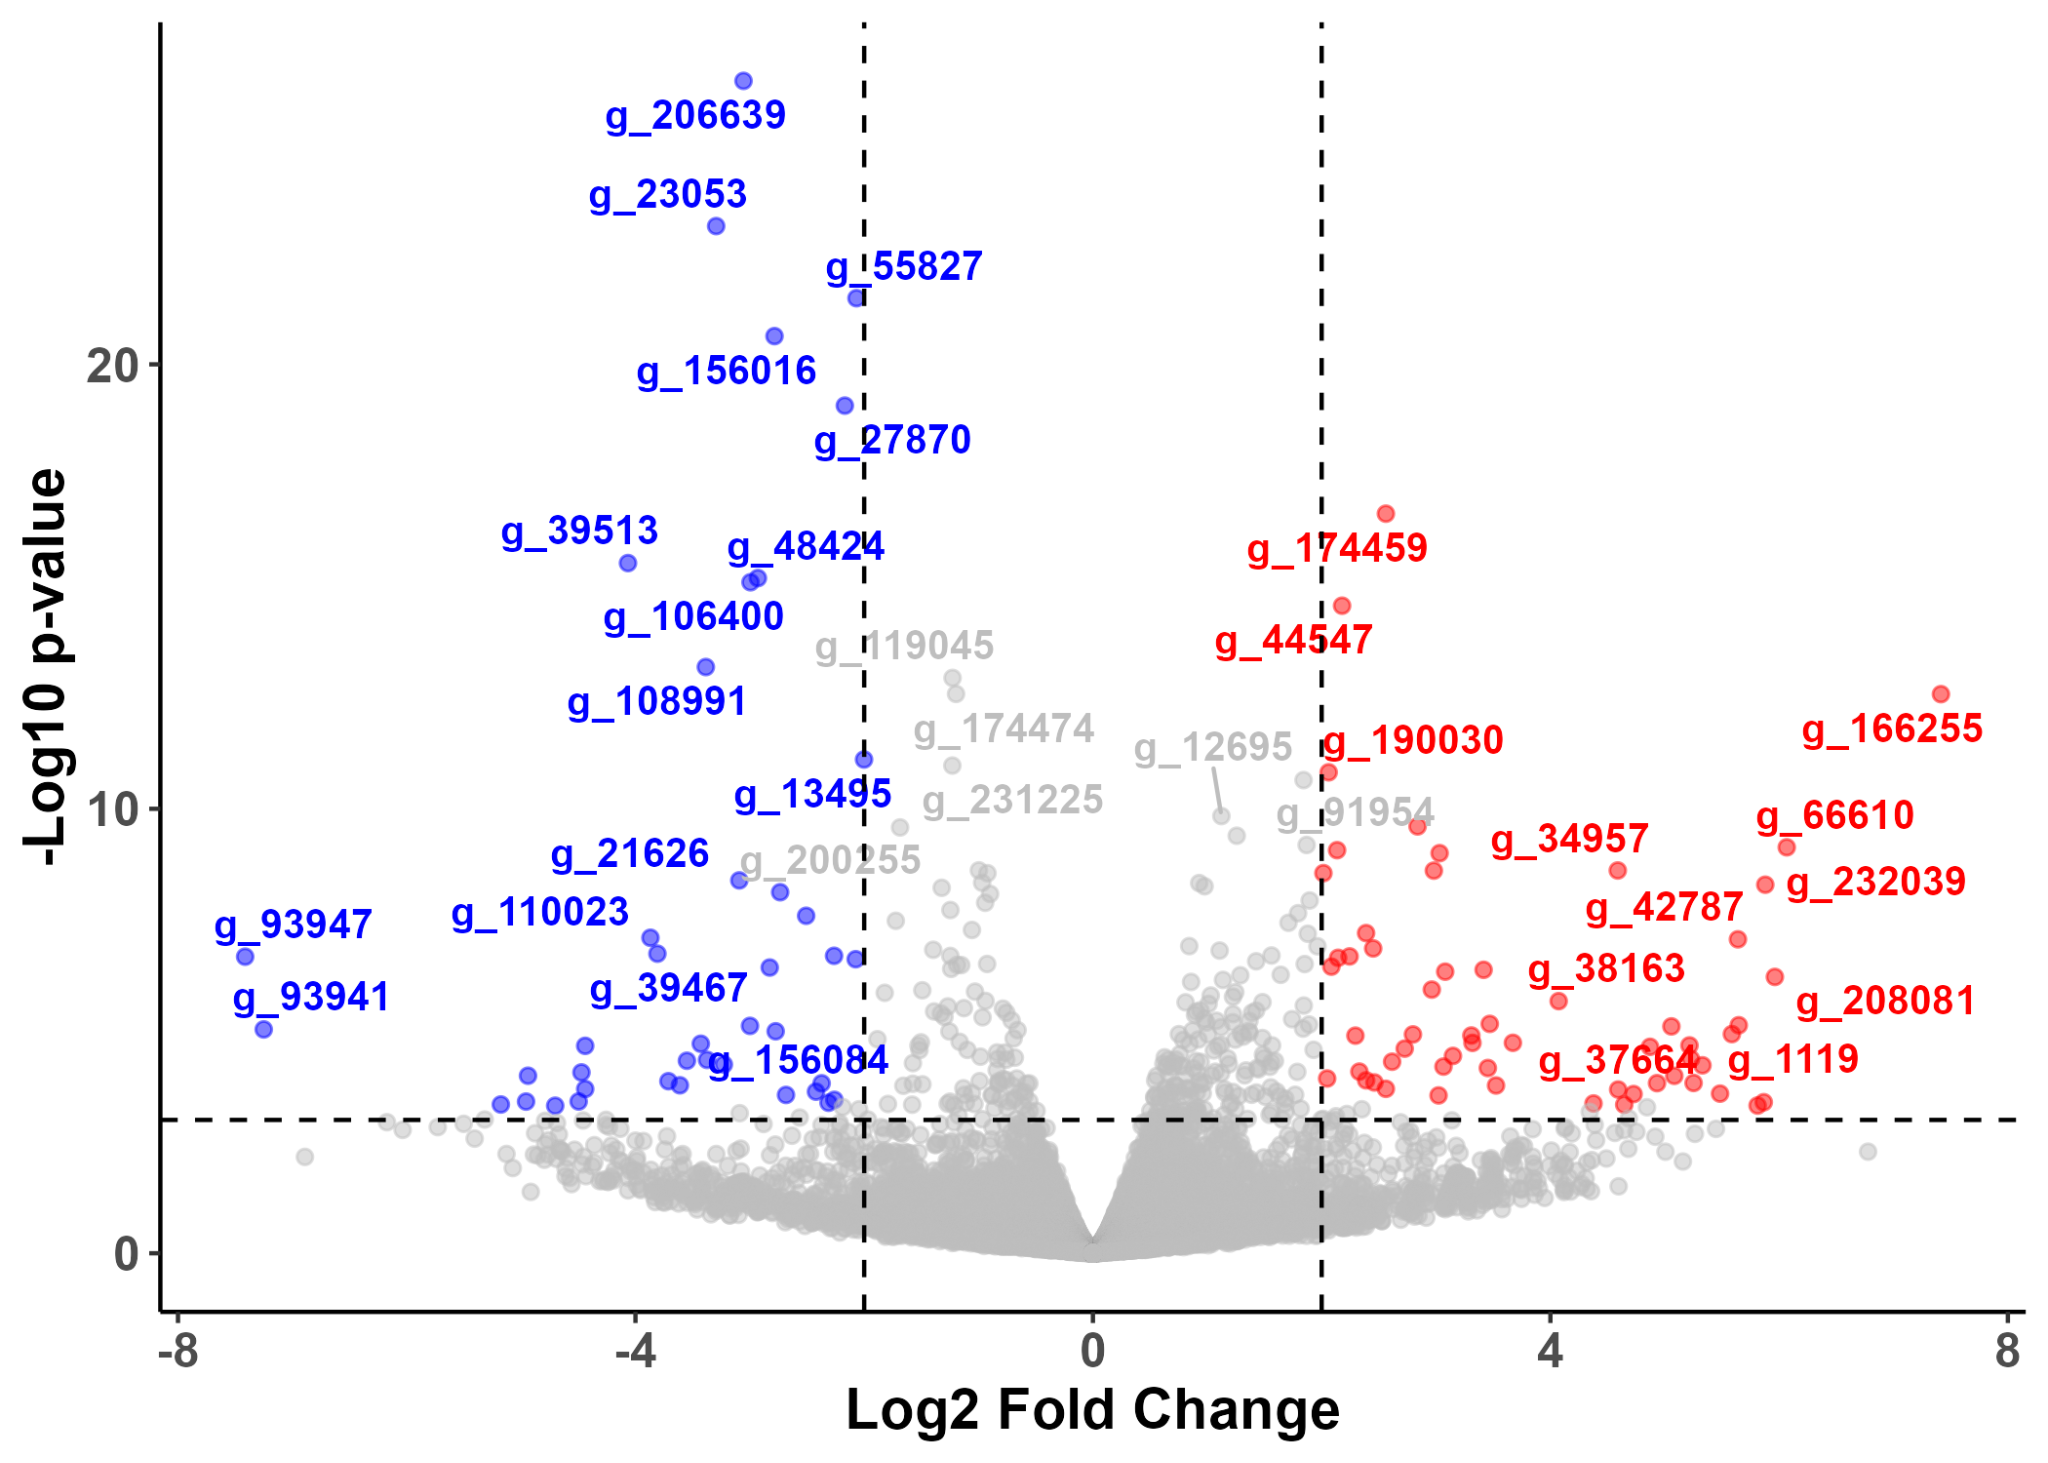 g_206639
g_23053
g_55827
20
g_156016
g_27870
g_39513
g_48424
g_174459
g_106400
g_119045
g_44547
g_108991
g_174474
g_12695
g_190030
g_166255
g_13495
g_231225
10
g_91954
g_66610
g_34957
g_21626
g_200255
g_232039
g_110023
g_42787
g_93947
g_38163
g_39467
g_93941
g_208081
g_156084
g_37664
g_1119
0
-8
-4
0
4
8
-Log10 p-value
Log2 Fold Change